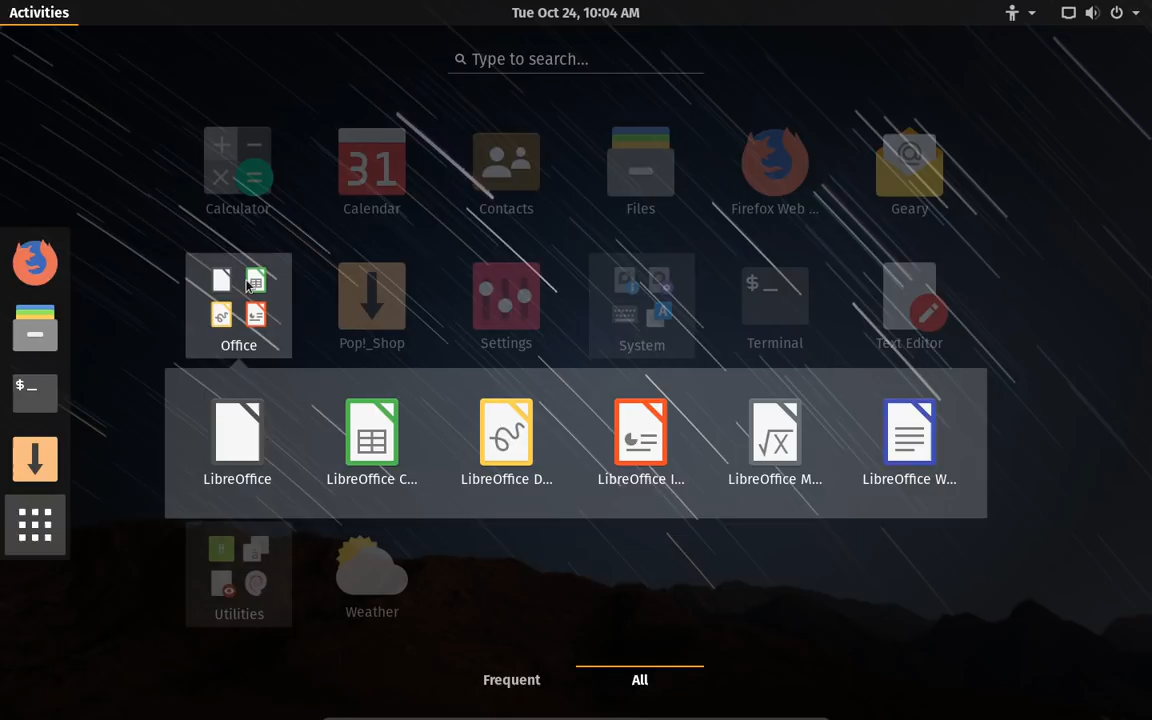 Activities
Tue Oct 24, 10:04 AM
Type to search...
Calculator
31
Calendar
Contacts
Files
Firefox Web ...
Geary
Office
Pop!_Shop
Settings
System
$_
Terminal
Text Editor
$_
LibreOffice
LibreOffice C...
LibreOffice D...
LibreOffice I...
LibreOffice M...
LibreOffice W...
Utilities
Weather
Frequent
All